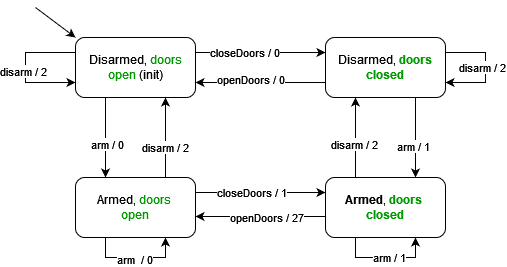 Disarmed, doors
open (init)
closeDoors / 0
Disarmed, doors
closed
disarm / 2
openDoors / 0
disarm / 2
arm / 0
disarm / 2
disarm / 2
arm / 1
Armed, doors
open
closeDoors / 1
openDoors / 27
Armed, doors
closed
arm / 0
arm / 1